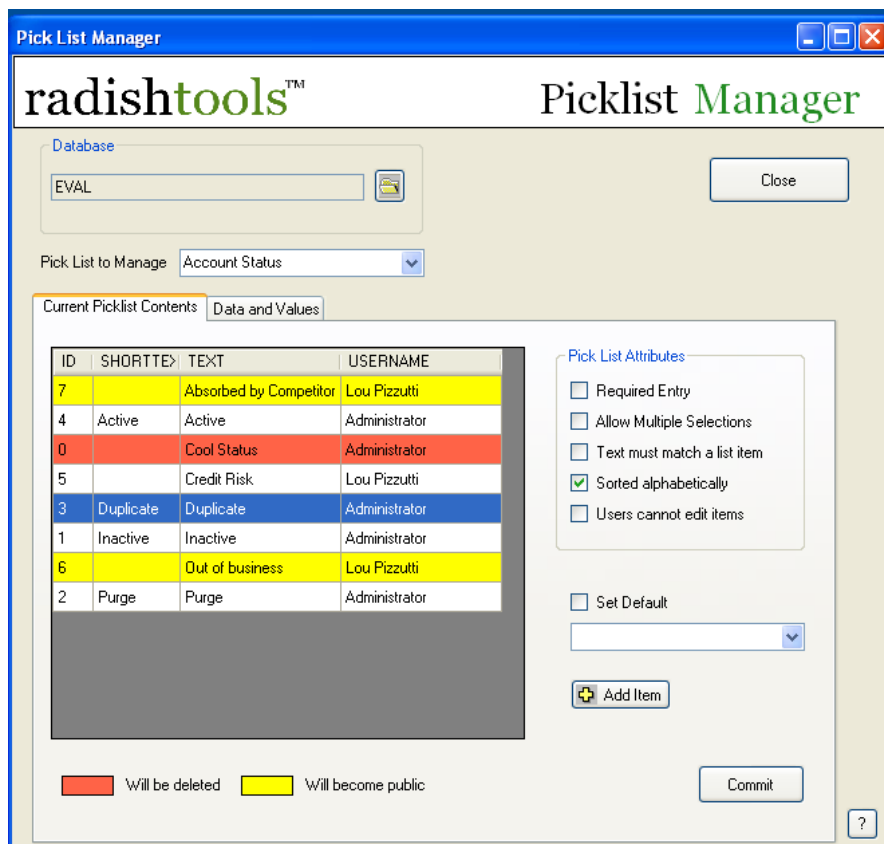 Pick List Manager
radishtools™ Picklist Manager
Database
EVAL
Close
Pick List to Manage Account Status
Current Picklist Contents Data and Values
ID SHORTTEX TEXT USERNAME
7 Absorbed by Competitor Lou Pizzutti
4 Active Active Administrator
0 Cool Status Administrator
5 Credit Risk Lou Pizzutti
3 Duplicate Duplicate Administrator
1 Inactive Inactive Administrator
6 Out of business Lou Pizzutti
2 Purge Purge Administrator
Pick List Attributes
Required Entry
Allow Multiple Selections
Text must match a list item
Sorted alphabetically
Users cannot edit items
Set Default
Add Item
Will be deleted Will become public
Commit
?